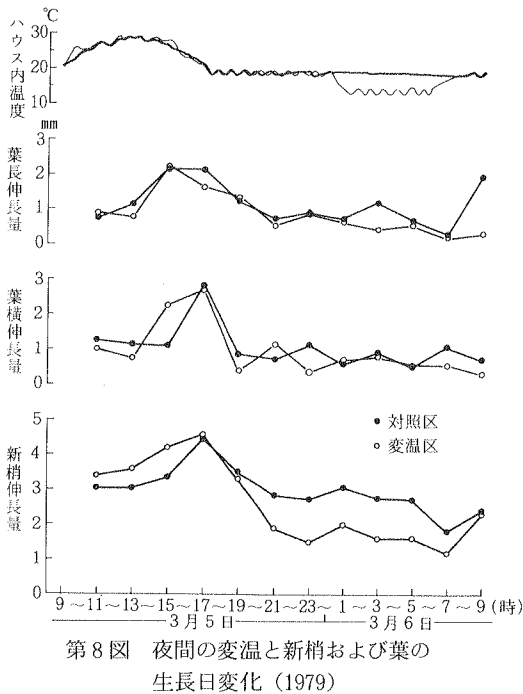 ℃
ハウス内温度
30
20
10
mm
葉長伸長量
3
2
1
0
葉横伸長量
3
2
1
0
新梢伸長量
5
4
3
2
1
0
対照区
変温区
9～11～13～15～17～19～21～23～1～3～5～7～9(時)
3月5日 3月6日
第8図 夜間の変温と新梢および葉の
生長日変化(1979)